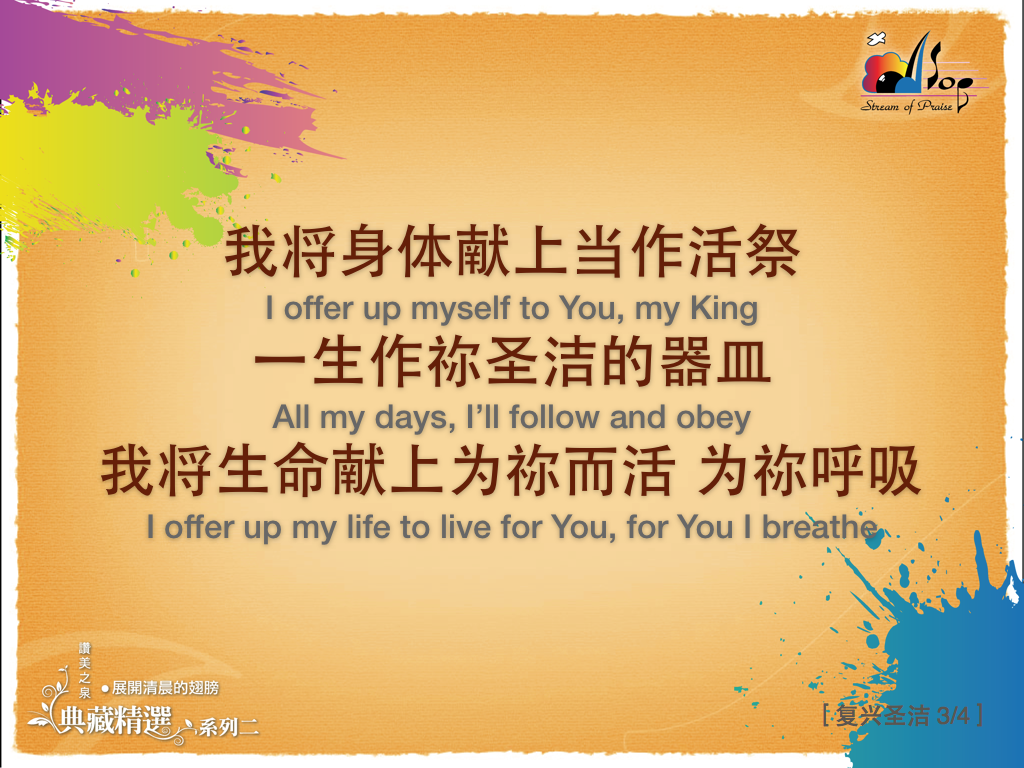 SOP
Stream of Praise
我将身体献上当作活祭
I offer up myself to You, my King
一生作祢圣洁的器皿
All my days, I’ll follow and obey
我将生命献上为祢而活 为祢呼吸
I offer up my life to live for You, for You I breathe
讚美之泉
●展開清晨的翅膀
典藏精選 系列二
[ 复兴圣洁 3/4 ]